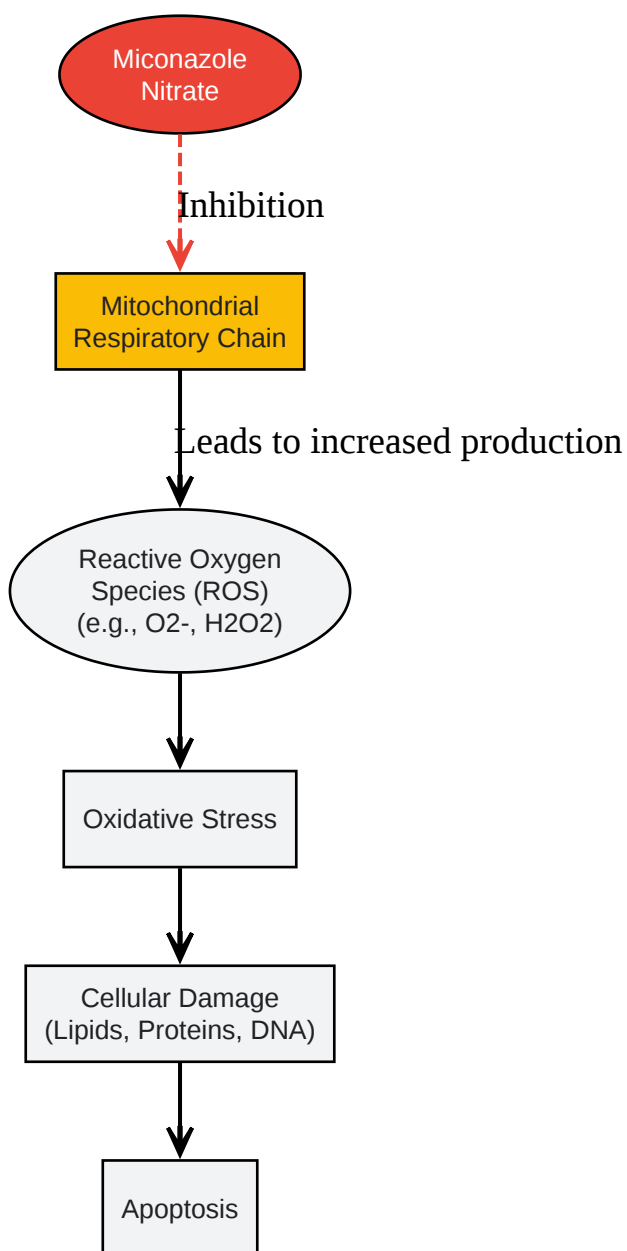 Miconazole
Nitrate
Inhibition
Mitochondrial
Respiratory Chain
Leads to increased production
Reactive Oxygen
Species (ROS)
(e.g., O2-, H2O2)
Oxidative Stress
Cellular Damage
(Lipids, Proteins, DNA)
Apoptosis